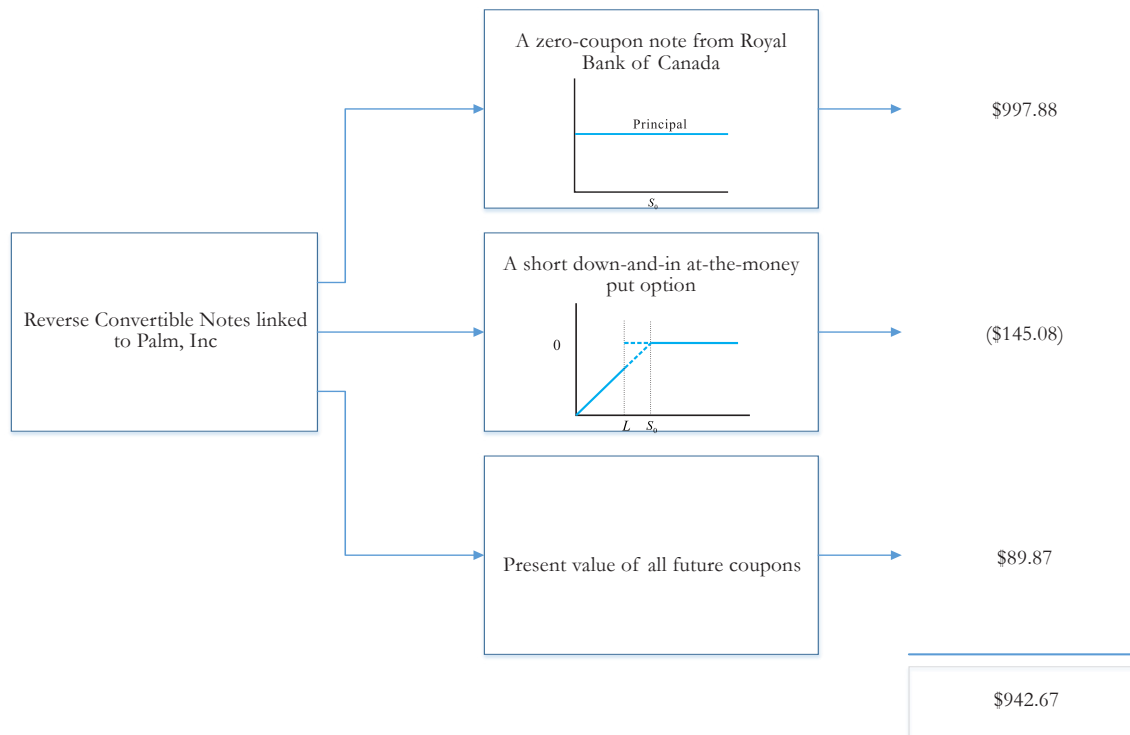 A zero-coupon note from Royal
Bank of Canada
Principal
S₀
$997.88
Reverse Convertible Notes linked
to Palm, Inc
A short down-and-in at-the-money
put option
0
L S₀
($145.08)
Present value of all future coupons
$89.87
$942.67